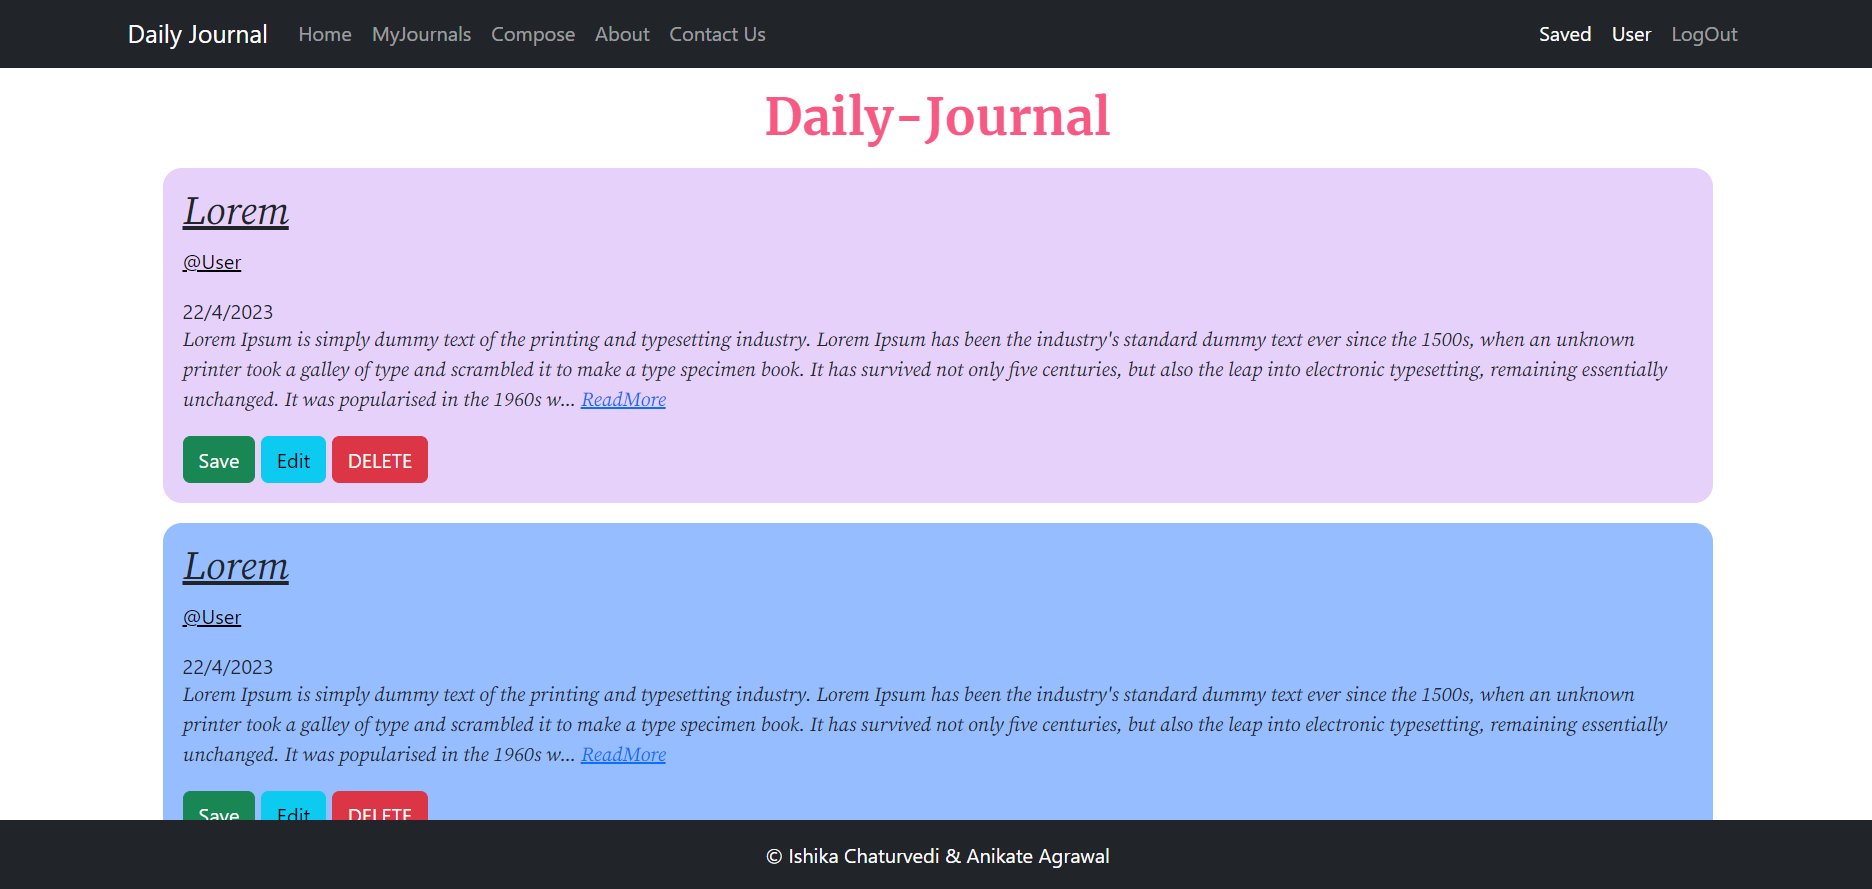 Daily Journal Home MyJournals Compose About Contact Us Saved User LogOut
Daily-Journal
Lorem
@User
22/4/2023
Lorem Ipsum is simply dummy text of the printing and typesetting industry. Lorem Ipsum has been the industry's standard dummy text ever since the 1500s, when an unknown
printer took a galley of type and scrambled it to make a type specimen book. It has survived not only five centuries, but also the leap into electronic typesetting, remaining essentially
unchanged. It was popularised in the 1960s w... ReadMore
Save Edit DELETE
Lorem
@User
22/4/2023
Lorem Ipsum is simply dummy text of the printing and typesetting industry. Lorem Ipsum has been the industry's standard dummy text ever since the 1500s, when an unknown
printer took a galley of type and scrambled it to make a type specimen book. It has survived not only five centuries, but also the leap into electronic typesetting, remaining essentially
unchanged. It was popularised in the 1960s w... ReadMore
Save Edit DELETE
© Ishika Chaturvedi & Anikate Agrawal